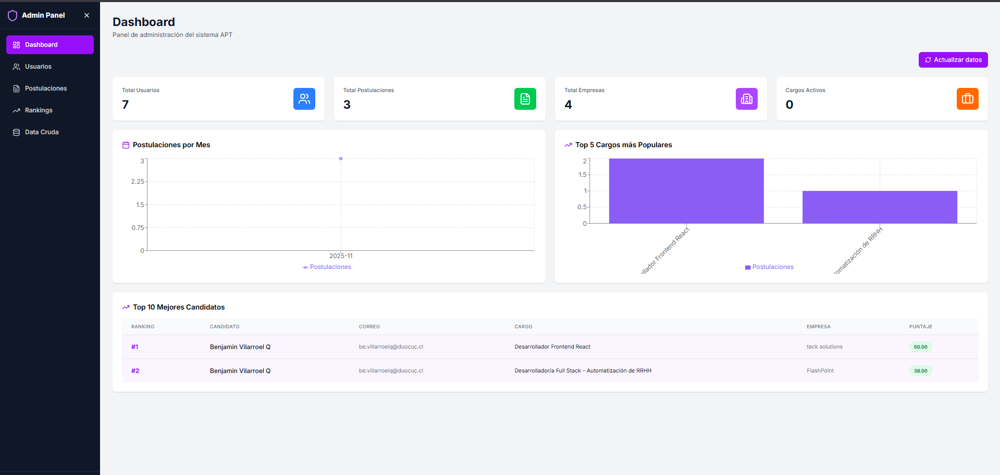 Admin Panel
Dashboard
Usuarios
Postulaciones
Rankings
Data Cruda
Dashboard
Panel de administración del sistema APT
Actualizar datos
Total Usuarios
7
Total Postulaciones
3
Total Empresas
4
Cargos Activos
0
Postulaciones por Mes
3
2.25
1.5
0.75
0
2025-11
Postulaciones
Top 5 Cargos más Populares
2
1.5
1
0.5
0
ollador Frontend React
tomatización de RRHH
Postulaciones
Top 10 Mejores Candidatos
RANKING CANDIDATO CORREO CARGO EMPRESA PUNTAJE
#1 Benjamin Vilarroel Q be.villarroelq@duocuc.cl Desarrollador Frontend React teck solutions 50.00
#2 Benjamin Vilarroel Q be.villarroelq@duocuc.cl Desarrollador/a Full Stack – Automatización de RRHH FlashPoint 38.00